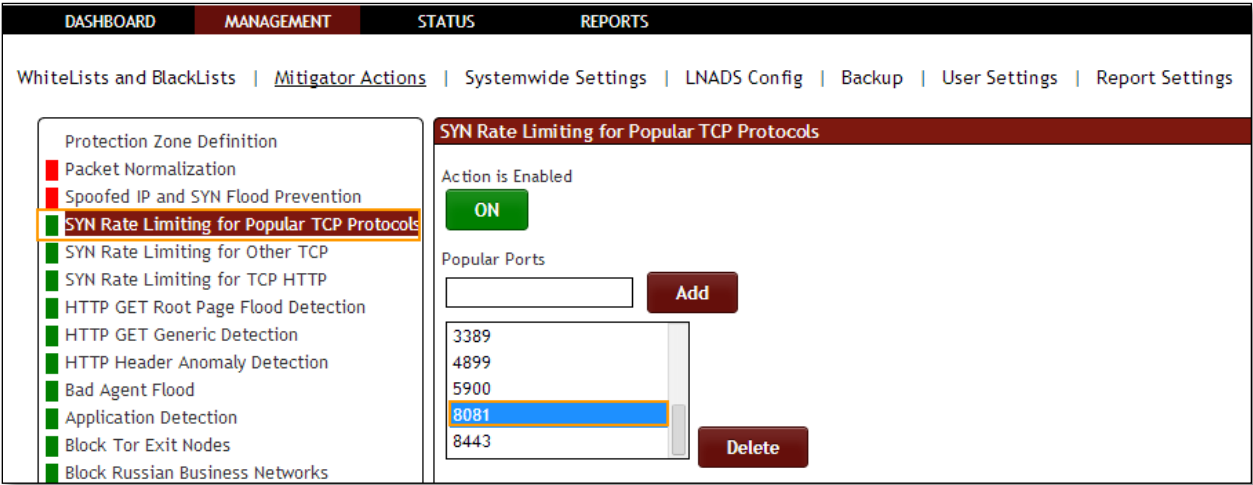 DASHBOARD MANAGEMENT STATUS REPORTS
WhiteLists and BlackLists | Mitigator Actions | Systemwide Settings | LNADS Config | Backup | User Settings | Report Settings
Protection Zone Definition
Packet Normalization
Spoofed IP and SYN Flood Prevention
SYN Rate Limiting for Popular TCP Protocols
SYN Rate Limiting for Other TCP
SYN Rate Limiting for TCP HTTP
HTTP GET Root Page Flood Detection
HTTP GET Generic Detection
HTTP Header Anomaly Detection
Bad Agent Flood
Application Detection
Block Tor Exit Nodes
Block Russian Business Networks
SYN Rate Limiting for Popular TCP Protocols
Action is Enabled
ON
Popular Ports
Add
3389
4899
5900
8081
8443
Delete